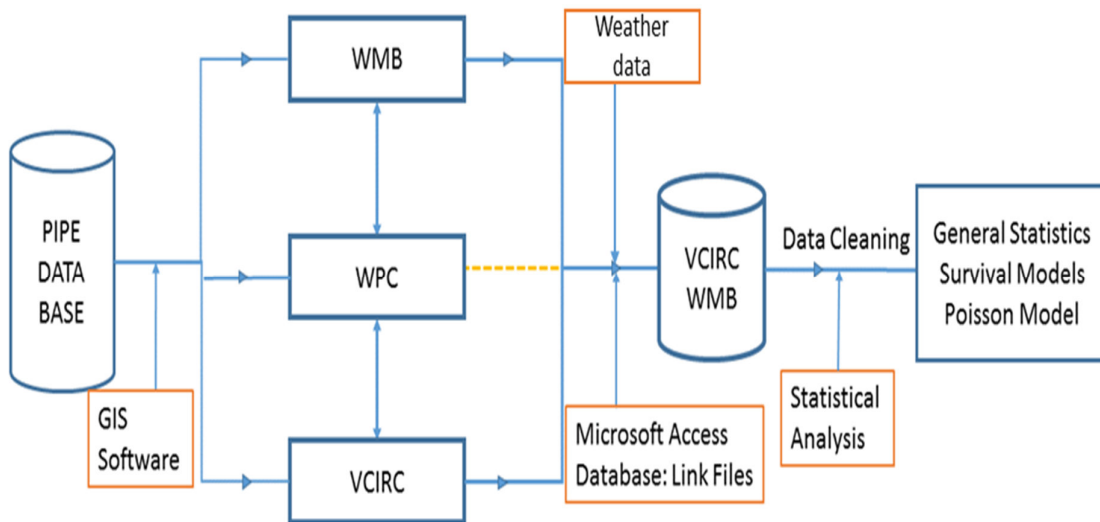 PIPE
DATA
BASE
GIS
Software
WMB
WPC
VCIRC
Weather
data
Microsoft Access
Database: Link Files
VCIRC
WMB
Data Cleaning
Statistical
Analysis
General Statistics
Survival Models
Poisson Model